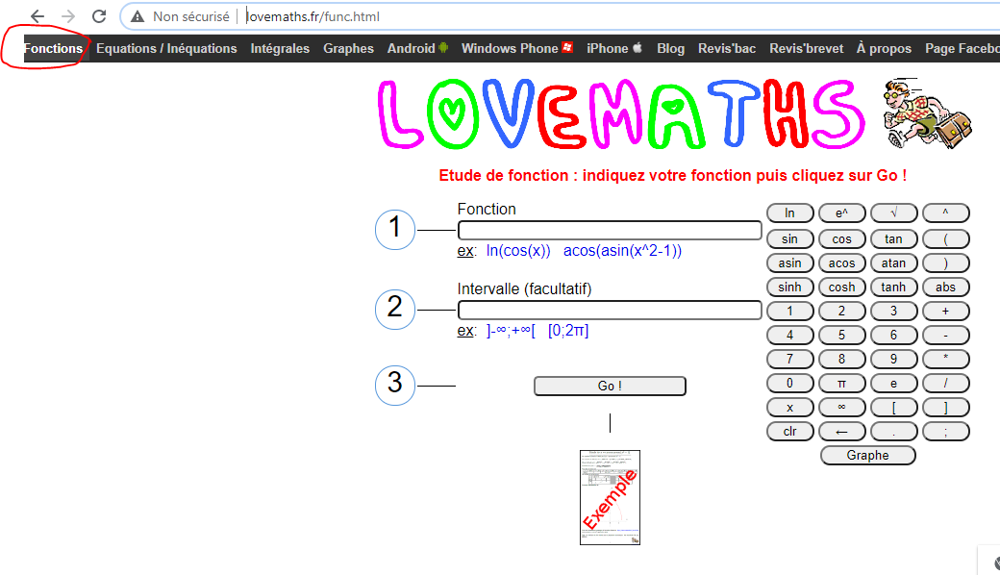 Non sécurisé | lovemaths.fr/func.html
Fonctions Equations / Inéquations Intégrales Graphes Android Windows Phone iPhone Blog Revis'bac Revis'brevet À propos Page Facebo
LOVEMATHS
Etude de fonction : indiquez votre fonction puis cliquez sur Go !
1
Fonction
ex: ln(cos(x)) acos(asin(x^2-1))
2
Intervalle (facultatif)
ex: ]-∞;+∞[ [0;2π]
3
Go !
Exemple
ln e^ √ ^
sin cos tan (
asin acos atan )
sinh cosh tanh abs
1 2 3 +
4 5 6 -
7 8 9 *
0 π e /
x ∞ [ ]
clr ← . ;
Graphe